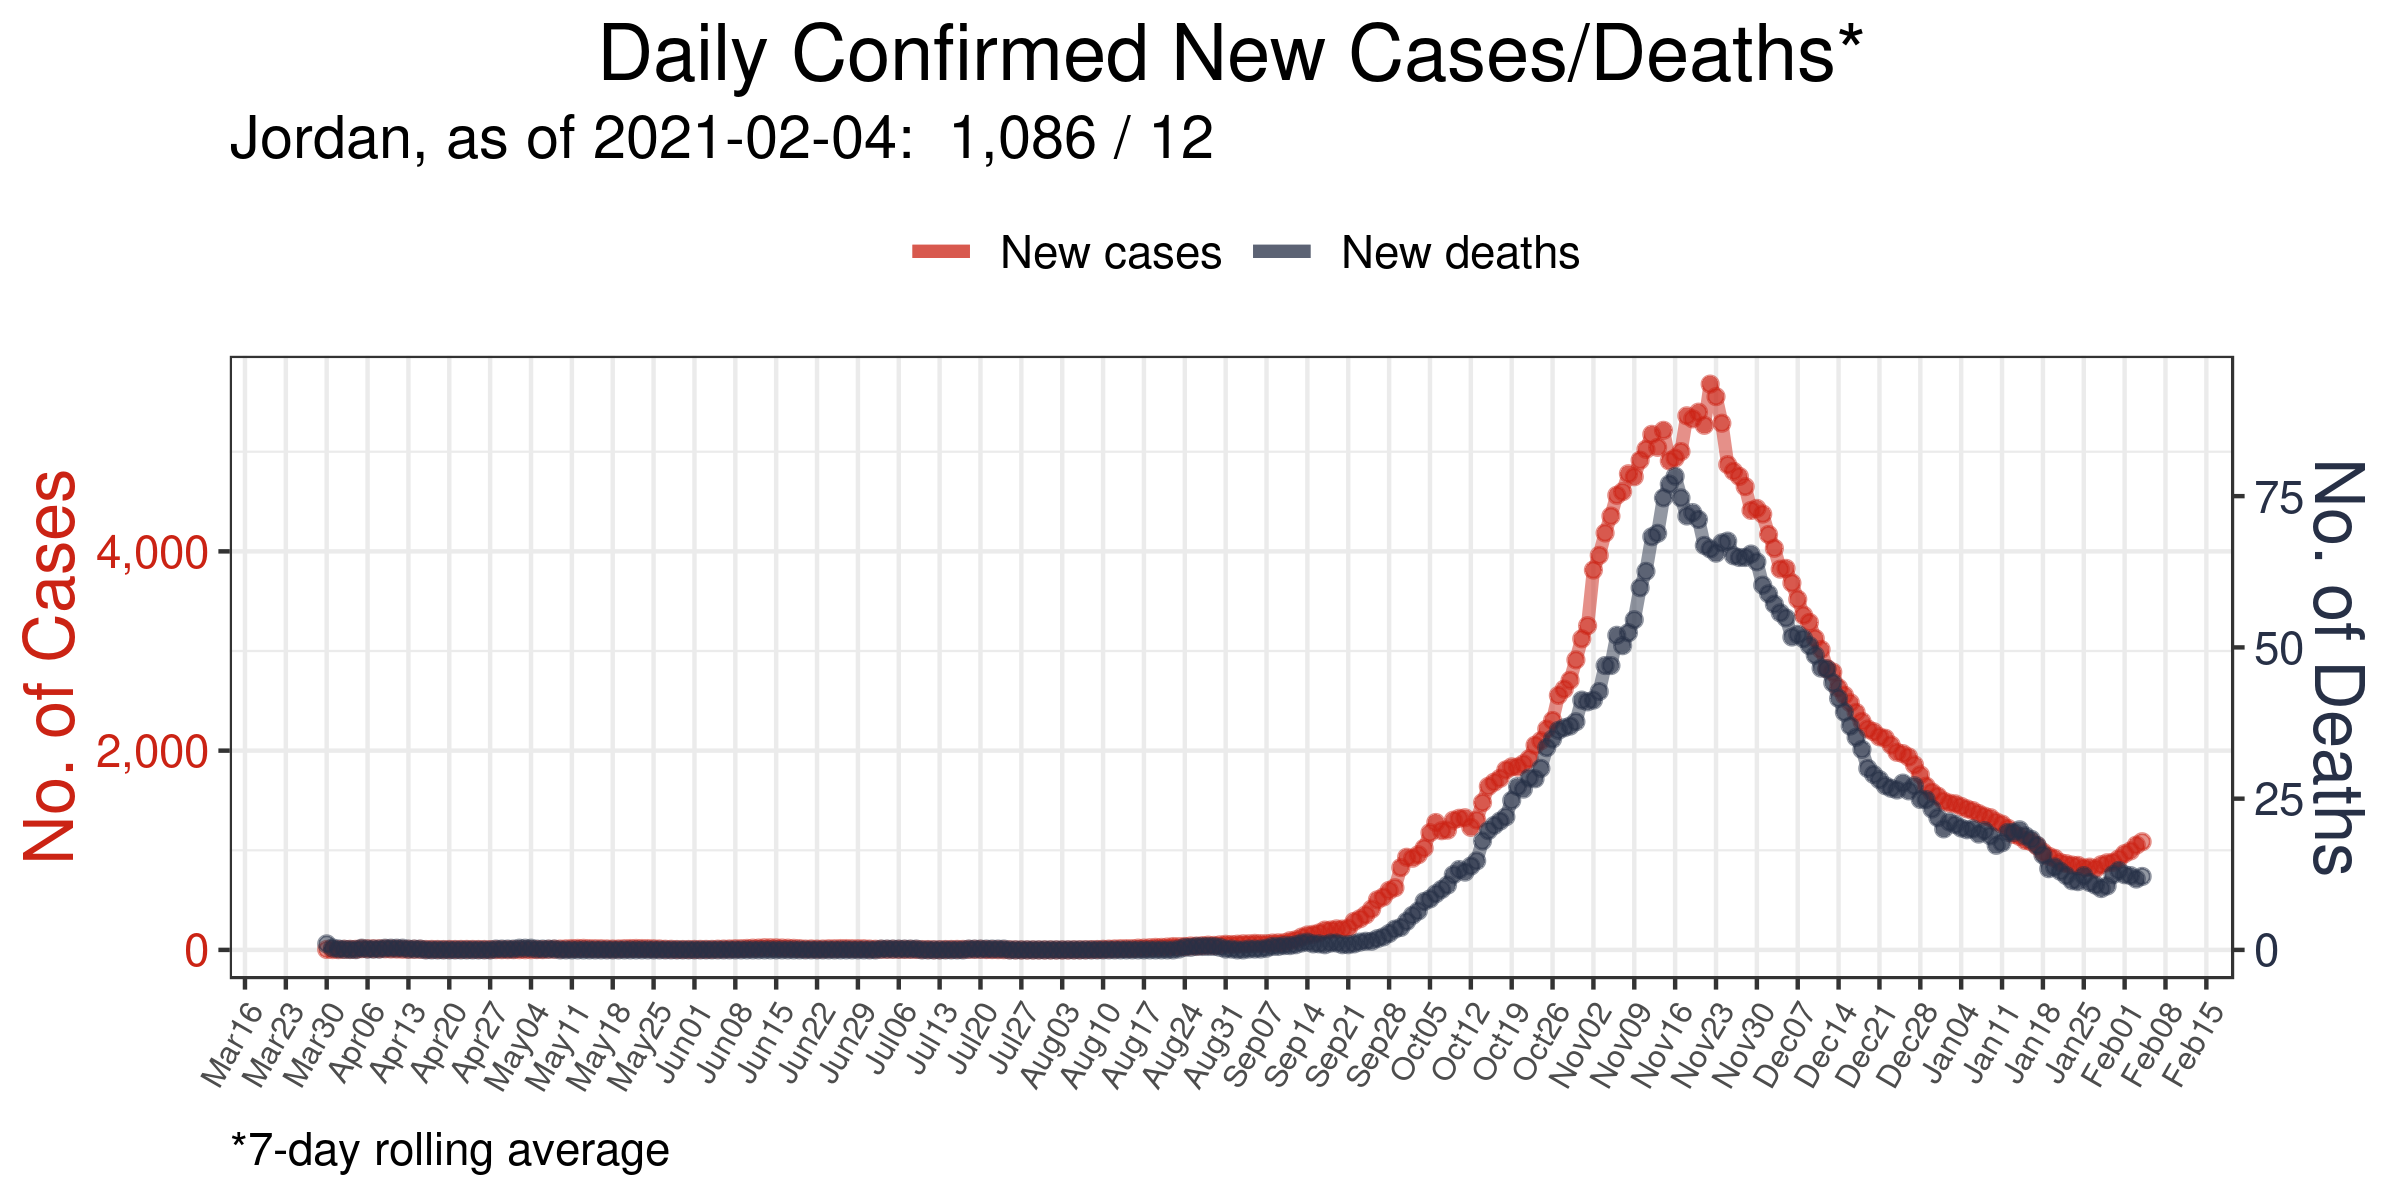 Daily Confirmed New Cases/Deaths*
Jordan, as of 2021-02-04:  1,086 / 12
New cases
New deaths
No. of Cases
4,000
2,000
0
No. of Deaths
75
50
25
0
Mar16
Mar23
Mar30
Apr06
Apr13
Apr20
Apr27
May04
May11
May18
May25
Jun01
Jun08
Jun15
Jun22
Jun29
Jul06
Jul13
Jul20
Jul27
Aug03
Aug10
Aug17
Aug24
Aug31
Sep07
Sep14
Sep21
Sep28
Oct05
Oct12
Oct19
Oct26
Nov02
Nov09
Nov16
Nov23
Nov30
Dec07
Dec14
Dec21
Dec28
Jan04
Jan11
Jan18
Jan25
Feb01
Feb08
Feb15
*7-day rolling average